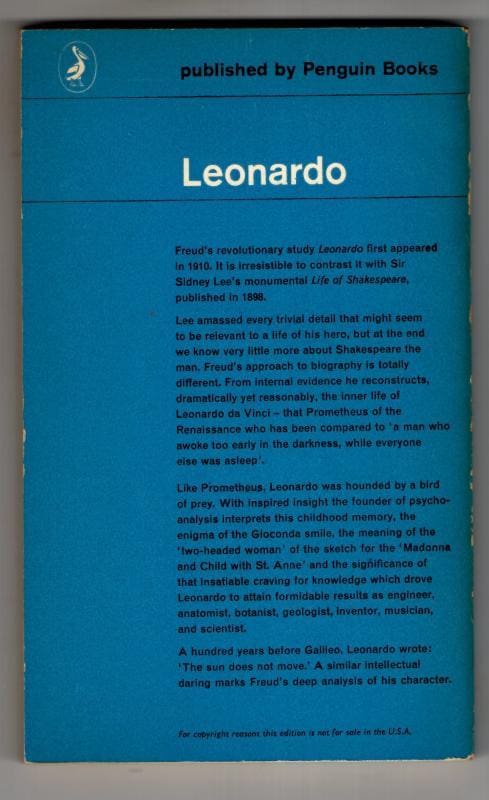 published by Penguin Books
Leonardo
Freud's revolutionary study Leonardo first appeared
in 1910. It is irresistible to contrast it with Sir
Sidney Lee's monumental Life of Shakespeare,
published in 1898.
Lee amassed every trivial detail that might seem
to be relevant to a life of his hero, but at the end
we know very little more about Shakespeare the
man. Freud's approach to biography is totally
different. From internal evidence he reconstructs,
dramatically yet reasonably, the inner life of
Leonardo da Vinci – that Prometheus of the
Renaissance who has been compared to 'a man who
awoke too early in the darkness, while everyone
else was asleep'.
Like Prometheus, Leonardo was hounded by a bird
of prey. With inspired insight the founder of psycho-
analysis interprets this childhood memory, the
enigma of the Gioconda smile, the meaning of the
'two-headed woman' of the sketch for the 'Madonna
and Child with St. Anne' and the significance of
that insatiable craving for knowledge which drove
Leonardo to attain formidable results as engineer,
anatomist, botanist, geologist, inventor, musician,
and scientist.
A hundred years before Galileo, Leonardo wrote:
'The sun does not move.' A similar intellectual
daring marks Freud's deep analysis of his character.
For copyright reasons this edition is not for sale in the U.S.A.